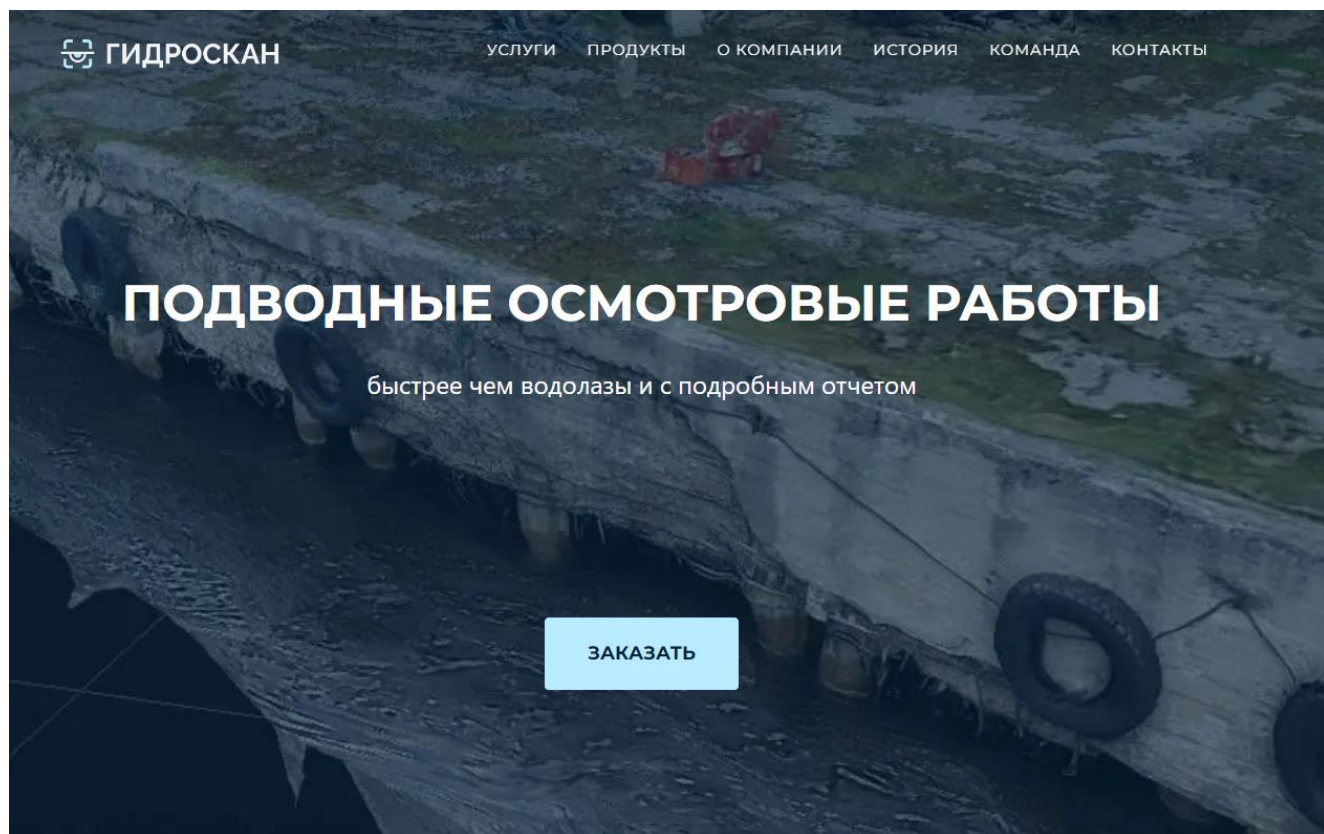 ГИДРОСКАН
УСЛУГИ ПРОДУКТЫ О КОМПАНИИ ИСТОРИЯ КОМАНДА КОНТАКТЫ
ПОДВОДНЫЕ ОСМОТРОВЫЕ РАБОТЫ
быстрее чем водолазы и с подробным отчетом
ЗАКАЗАТЬ